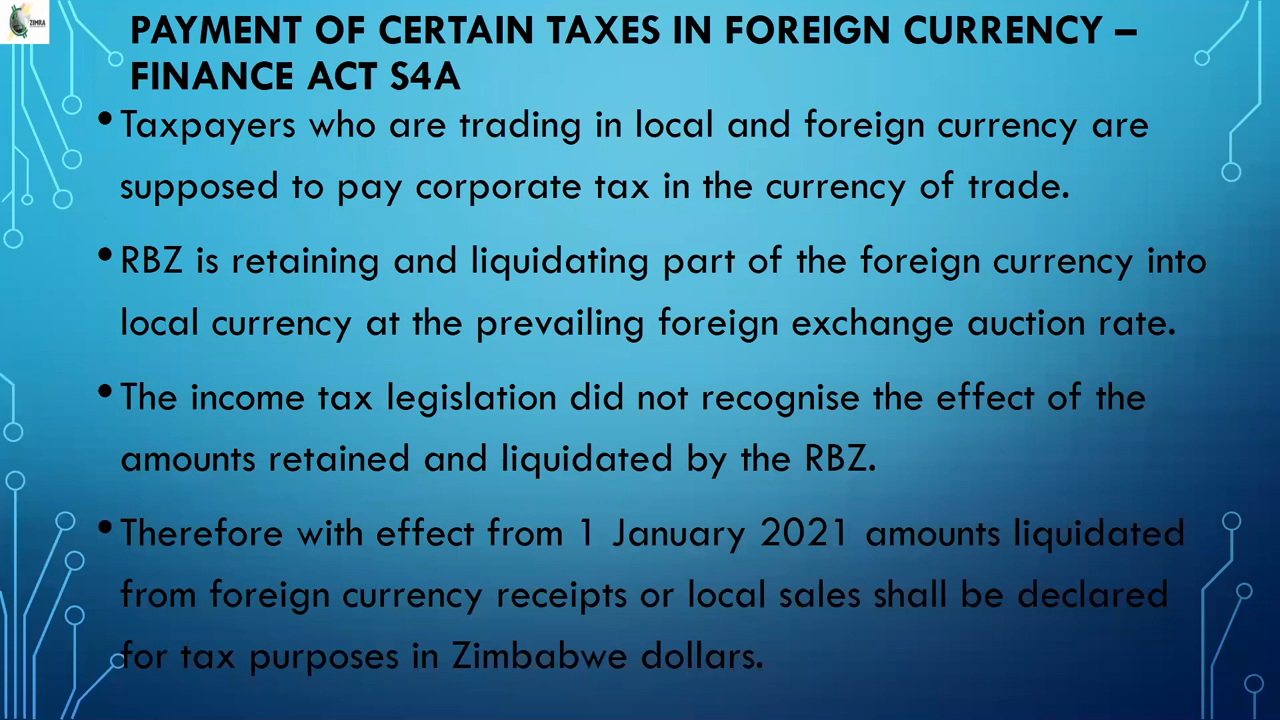 ZIMRA
PAYMENT OF CERTAIN TAXES IN FOREIGN CURRENCY –
FINANCE ACT S4A
• Taxpayers who are trading in local and foreign currency are
supposed to pay corporate tax in the currency of trade.
• RBZ is retaining and liquidating part of the foreign currency into
local currency at the prevailing foreign exchange auction rate.
• The income tax legislation did not recognise the effect of the
amounts retained and liquidated by the RBZ.
• Therefore with effect from 1 January 2021 amounts liquidated
from foreign currency receipts or local sales shall be declared
for tax purposes in Zimbabwe dollars.